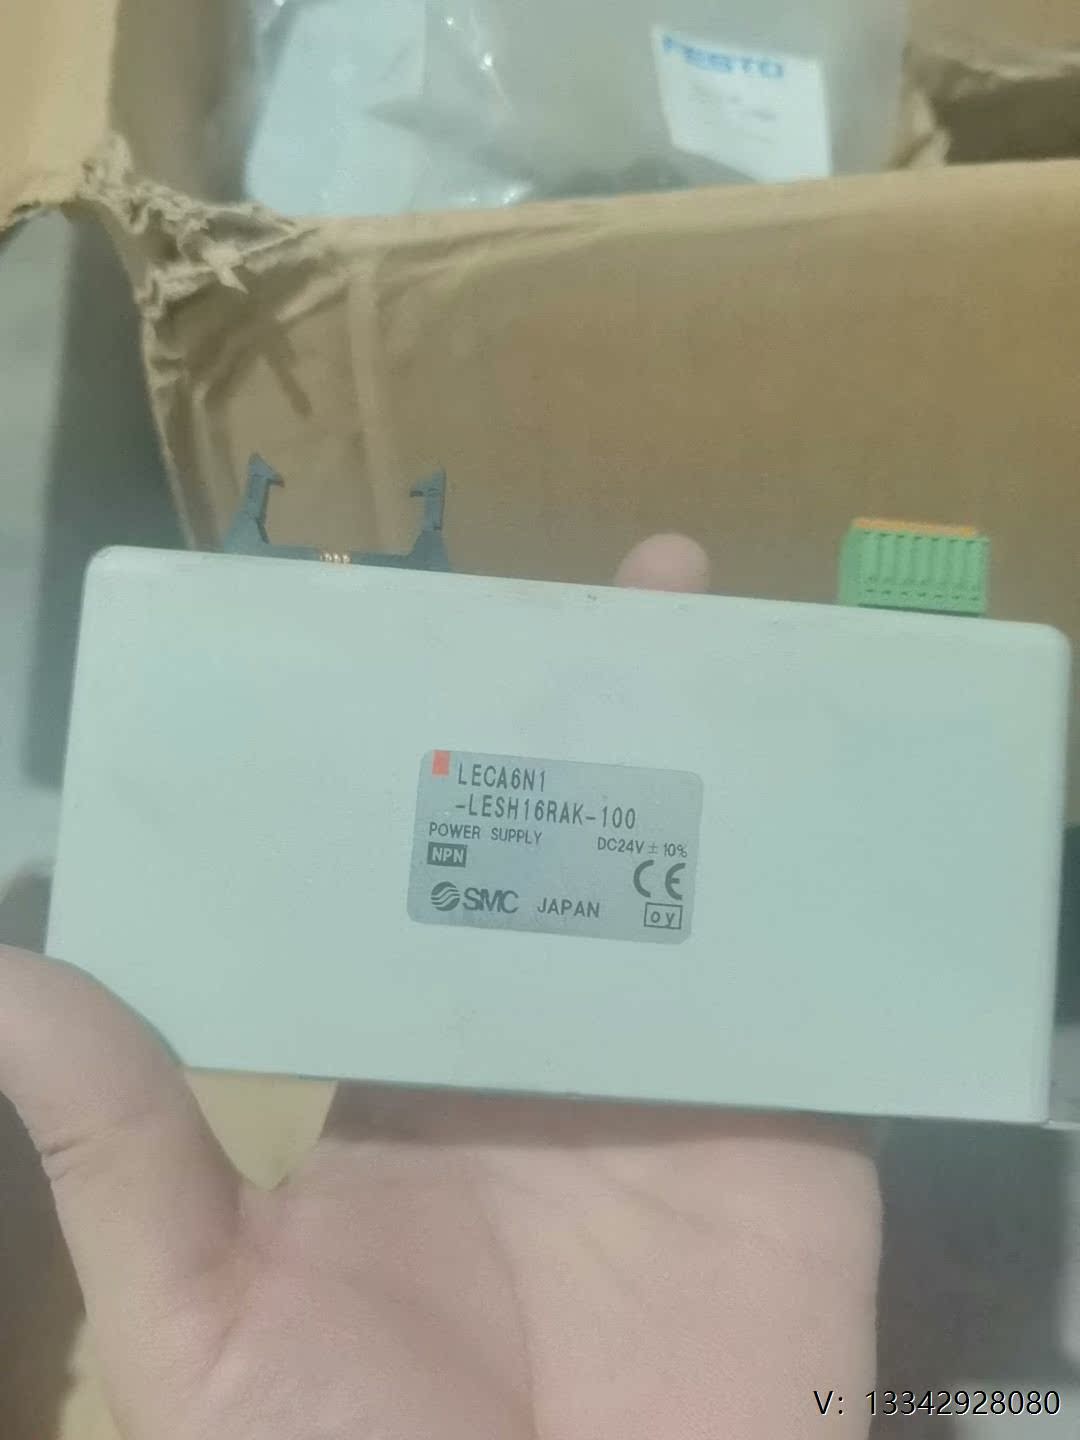 FESTO
LECA6N1
-LESH16RAK-100
POWER SUPPLY DC24V ± 10%
NPN
CE
SMC JAPAN
oy
V: 13342928080